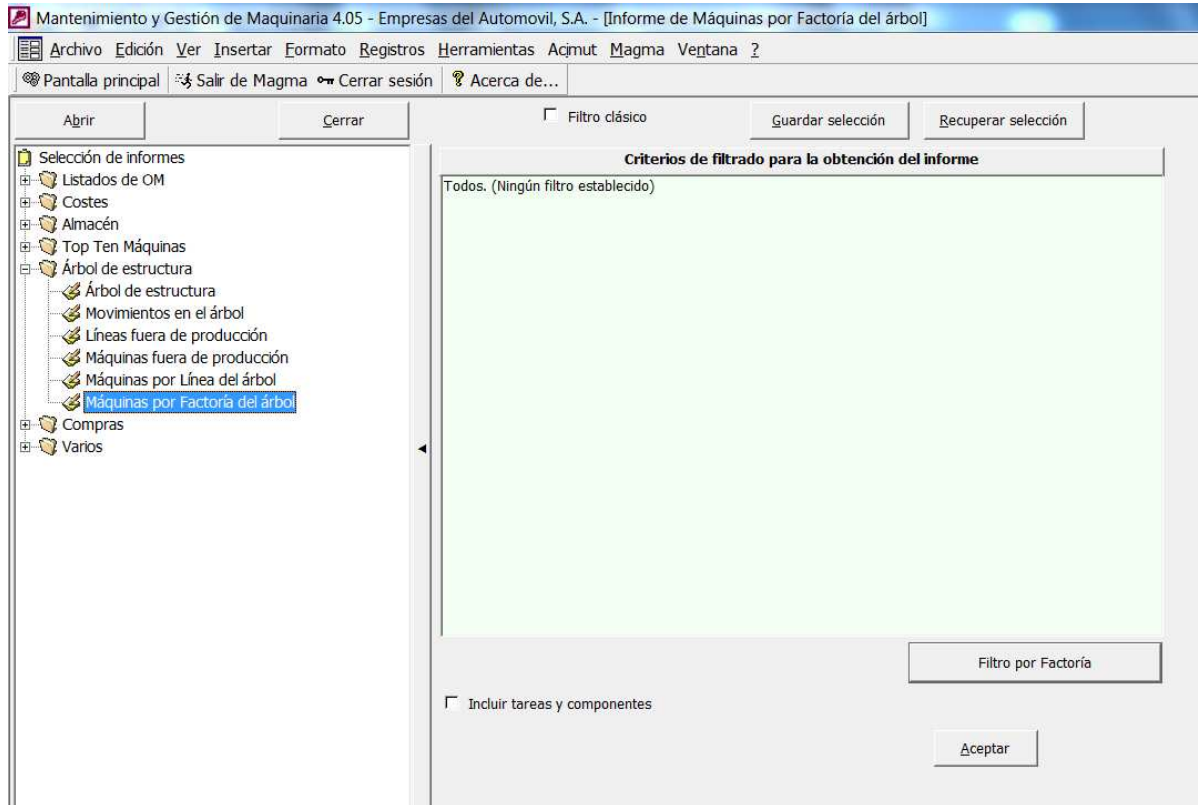 Mantenimiento y Gestión de Maquinaria 4.05 - Empresas del Automovil, S.A. - [Informe de Máquinas por Factoría del árbol]
Archivo Edición Ver Insertar Formato Registros Herramientas Acimut Magma Ventana ?
Pantalla principal Salir de Magma Cerrar sesión Acerca de...
Abrir Cerrar Filtro clásico Guardar selección Recuperar selección
Selección de informes
Listados de OM
Costes
Almacén
Top Ten Máquinas
Árbol de estructura
Árbol de estructura
Movimientos en el árbol
Líneas fuera de producción
Máquinas fuera de producción
Máquinas por Línea del árbol
Máquinas por Factoría del árbol
Compras
Varios
Criterios de filtrado para la obtención del informe
Todos. (Ningún filtro establecido)
Filtro por Factoría
Incluir tareas y componentes
Aceptar